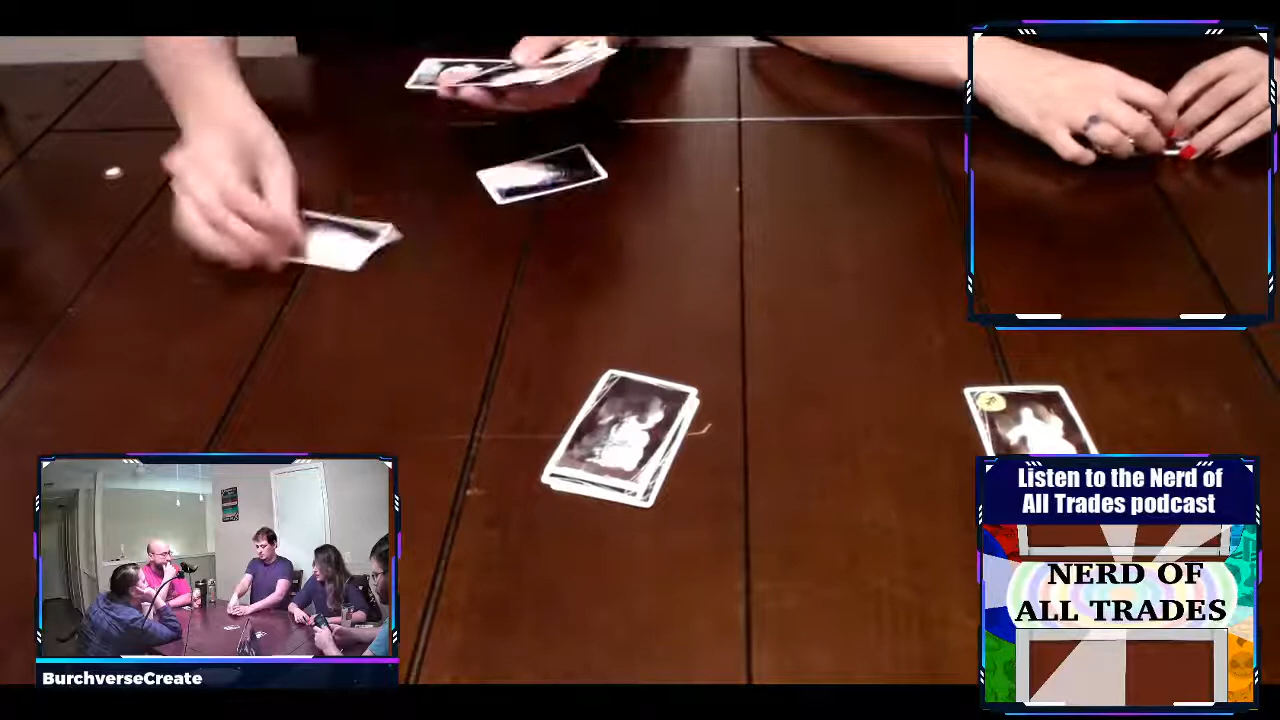 Listen to the Nerd of
All Trades podcast
NERD OF
ALL TRADES
BurchverseCreate